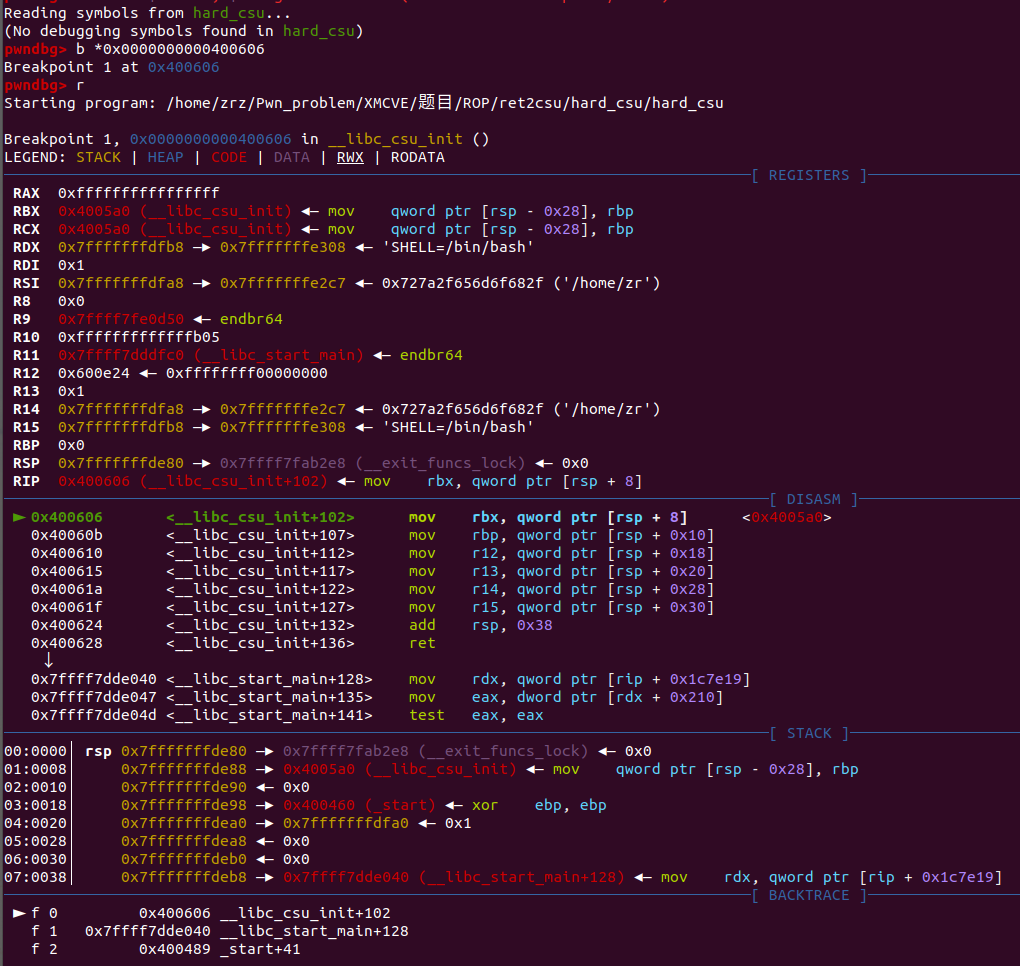 Reading symbols from hard_csu...
(No debugging symbols found in hard_csu)
pwndbg> b *0x0000000000400606
Breakpoint 1 at 0x400606
pwndbg> r
Starting program: /home/zrz/Pwn_problem/XMCVE/题目/ROP/ret2csu/hard_csu/hard_csu
Breakpoint 1, 0x0000000000400606 in __libc_csu_init ()
LEGEND: STACK | HEAP | CODE | DATA | RWX | RODATA
[ REGISTERS ]
RAX 0xffffffffffffffff
RBX 0x4005a0 (__libc_csu_init) ◂— mov qword ptr [rsp - 0x28], rbp
RCX 0x4005a0 (__libc_csu_init) ◂— mov qword ptr [rsp - 0x28], rbp
RDX 0x7fffffffdfb8 —▸ 0x7fffffffe308 ◂— 'SHELL=/bin/bash'
RDI 0x1
RSI 0x7fffffffdfa8 —▸ 0x7fffffffe2c7 ◂— 0x727a2f656d6f682f ('/home/zr')
R8 0x0
R9 0x7ffff7fe0d50 ◂— endbr64
R10 0xfffffffffffffb05
R11 0x7ffff7dddfc0 (__libc_start_main) ◂— endbr64
R12 0x600e24 ◂— 0xffffffff00000000
R13 0x1
R14 0x7fffffffdfa8 —▸ 0x7fffffffe2c7 ◂— 0x727a2f656d6f682f ('/home/zr')
R15 0x7fffffffdfb8 —▸ 0x7fffffffe308 ◂— 'SHELL=/bin/bash'
RBP 0x0
RSP 0x7fffffffde80 —▸ 0x7ffff7fab2e8 (__exit_funcs_lock) ◂— 0x0
RIP 0x400606 (__libc_csu_init+102) ◂— mov rbx, qword ptr [rsp + 8]
[ DISASM ]
► 0x400606 <__libc_csu_init+102> mov rbx, qword ptr [rsp + 8] <0x4005a0>
0x40060b <__libc_csu_init+107> mov rbp, qword ptr [rsp + 0x10]
0x400610 <__libc_csu_init+112> mov r12, qword ptr [rsp + 0x18]
0x400615 <__libc_csu_init+117> mov r13, qword ptr [rsp + 0x20]
0x40061a <__libc_csu_init+122> mov r14, qword ptr [rsp + 0x28]
0x40061f <__libc_csu_init+127> mov r15, qword ptr [rsp + 0x30]
0x400624 <__libc_csu_init+132> add rsp, 0x38
0x400628 <__libc_csu_init+136> ret
↓
0x7ffff7dde040 <__libc_start_main+128> mov rdx, qword ptr [rip + 0x1c7e19]
0x7ffff7dde047 <__libc_start_main+135> mov eax, dword ptr [rdx + 0x210]
0x7ffff7dde04d <__libc_start_main+141> test eax, eax
[ STACK ]
00:0000│ rsp 0x7fffffffde80 —▸ 0x7ffff7fab2e8 (__exit_funcs_lock) ◂— 0x0
01:0008│ 0x7fffffffde88 —▸ 0x4005a0 (__libc_csu_init) ◂— mov qword ptr [rsp - 0x28], rbp
02:0010│ 0x7fffffffde90 ◂— 0x0
03:0018│ 0x7fffffffde98 —▸ 0x400460 (_start) ◂— xor ebp, ebp
04:0020│ 0x7fffffffdea0 —▸ 0x7fffffffdfa0 ◂— 0x1
05:0028│ 0x7fffffffdea8 ◂— 0x0
06:0030│ 0x7fffffffdeb0 ◂— 0x0
07:0038│ 0x7fffffffdeb8 —▸ 0x7ffff7dde040 (__libc_start_main+128) ◂— mov rdx, qword ptr [rip + 0x1c7e19]
[ BACKTRACE ]
► f 0 0x400606 __libc_csu_init+102
f 1 0x7ffff7dde040 __libc_start_main+128
f 2 0x400489 _start+41